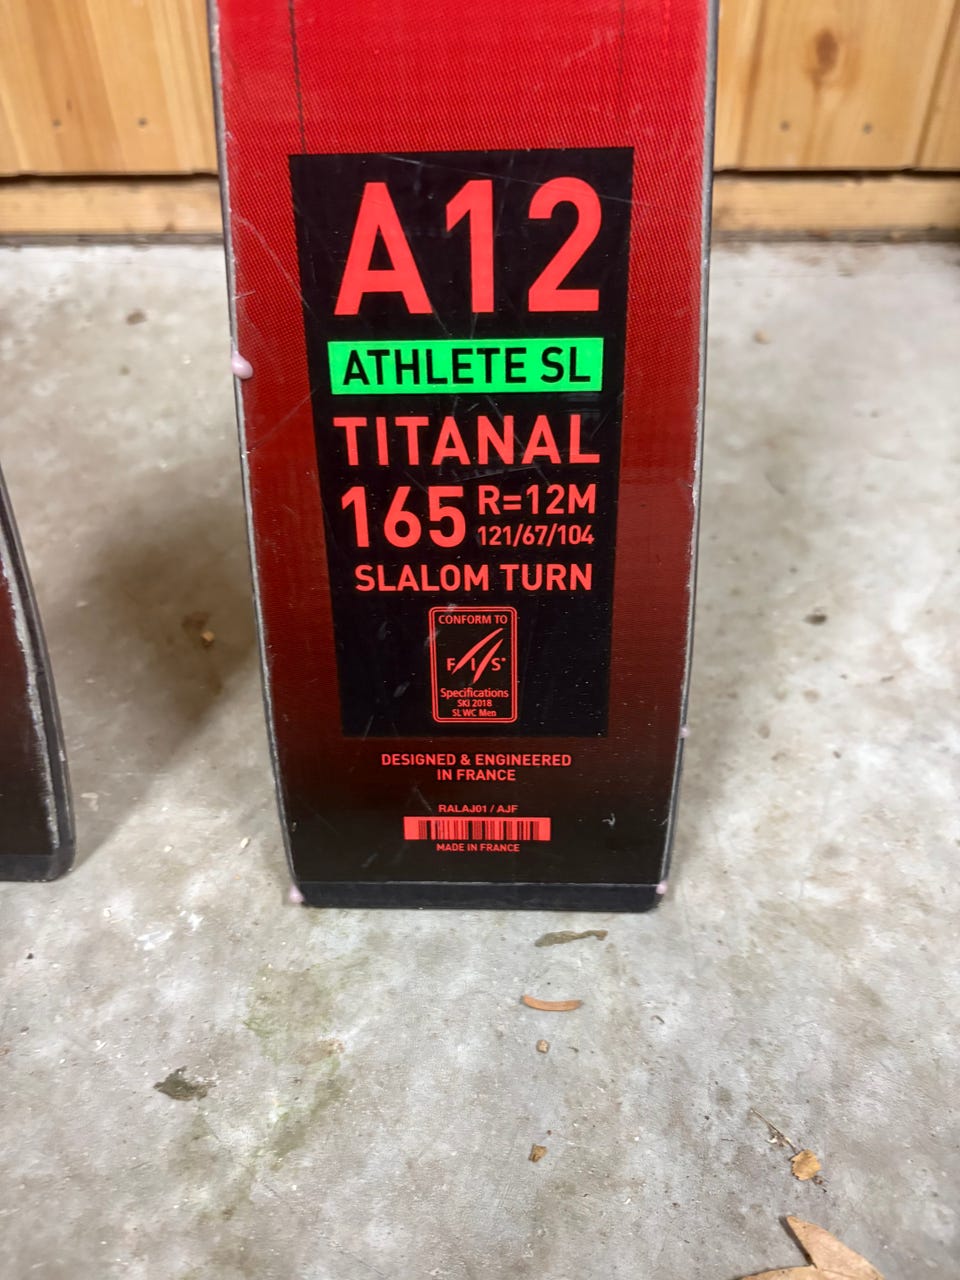 A12
ATHLETE SL
TITANAL
165 R=12M
121/67/104
SLALOM TURN
CONFORM TO
FIS
Specifications
SKI 2018
SL WC Men
DESIGNED & ENGINEERED
IN FRANCE
RALAJ01 / AJF
MADE IN FRANCE